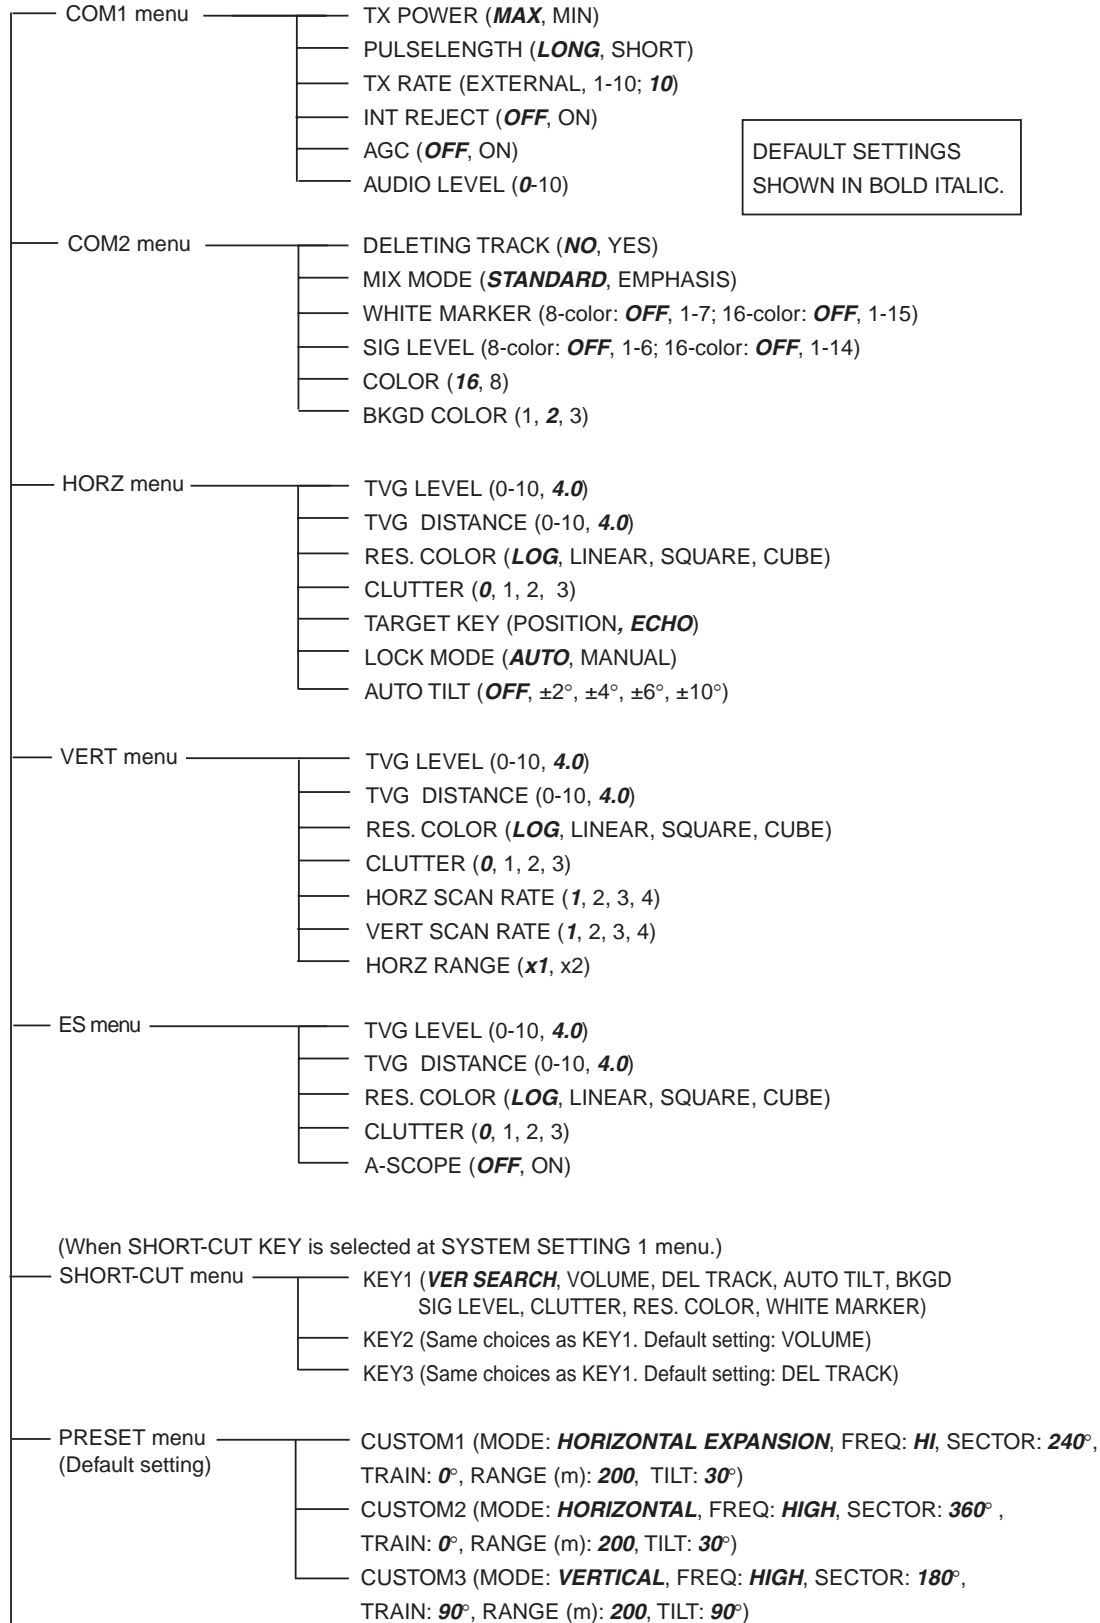 COM1 menu
TX POWER (MAX, MIN)
PULSELENGTH (LONG, SHORT)
TX RATE (EXTERNAL, 1-10; 10)
INT REJECT (OFF, ON)
AGC (OFF, ON)
AUDIO LEVEL (0-10)
DEFAULT SETTINGS
SHOWN IN BOLD ITALIC.
COM2 menu
DELETING TRACK (NO, YES)
MIX MODE (STANDARD, EMPHASIS)
WHITE MARKER (8-color: OFF, 1-7; 16-color: OFF, 1-15)
SIG LEVEL (8-color: OFF, 1-6; 16-color: OFF, 1-14)
COLOR (16, 8)
BKGD COLOR (1, 2, 3)
HORZ menu
TVG LEVEL (0-10, 4.0)
TVG DISTANCE (0-10, 4.0)
RES. COLOR (LOG, LINEAR, SQUARE, CUBE)
CLUTTER (0, 1, 2, 3)
TARGET KEY (POSITION, ECHO)
LOCK MODE (AUTO, MANUAL)
AUTO TILT (OFF, ±2°, ±4°, ±6°, ±10°)
VERT menu
TVG LEVEL (0-10, 4.0)
TVG DISTANCE (0-10, 4.0)
RES. COLOR (LOG, LINEAR, SQUARE, CUBE)
CLUTTER (0, 1, 2, 3)
HORZ SCAN RATE (1, 2, 3, 4)
VERT SCAN RATE (1, 2, 3, 4)
HORZ RANGE (x1, x2)
ES menu
TVG LEVEL (0-10, 4.0)
TVG DISTANCE (0-10, 4.0)
RES. COLOR (LOG, LINEAR, SQUARE, CUBE)
CLUTTER (0, 1, 2, 3)
A-SCOPE (OFF, ON)
(When SHORT-CUT KEY is selected at SYSTEM SETTING 1 menu.)
SHORT-CUT menu
KEY1 (VER SEARCH, VOLUME, DEL TRACK, AUTO TILT, BKGD
SIG LEVEL, CLUTTER, RES. COLOR, WHITE MARKER)
KEY2 (Same choices as KEY1. Default setting: VOLUME)
KEY3 (Same choices as KEY1. Default setting: DEL TRACK)
PRESET menu
(Default setting)
CUSTOM1 (MODE: HORIZONTAL EXPANSION, FREQ: HI, SECTOR: 240°,
TRAIN: 0°, RANGE (m): 200, TILT: 30°)
CUSTOM2 (MODE: HORIZONTAL, FREQ: HIGH, SECTOR: 360° ,
TRAIN: 0°, RANGE (m): 200, TILT: 30°)
CUSTOM3 (MODE: VERTICAL, FREQ: HIGH, SECTOR: 180°,
TRAIN: 90°, RANGE (m): 200, TILT: 90°)